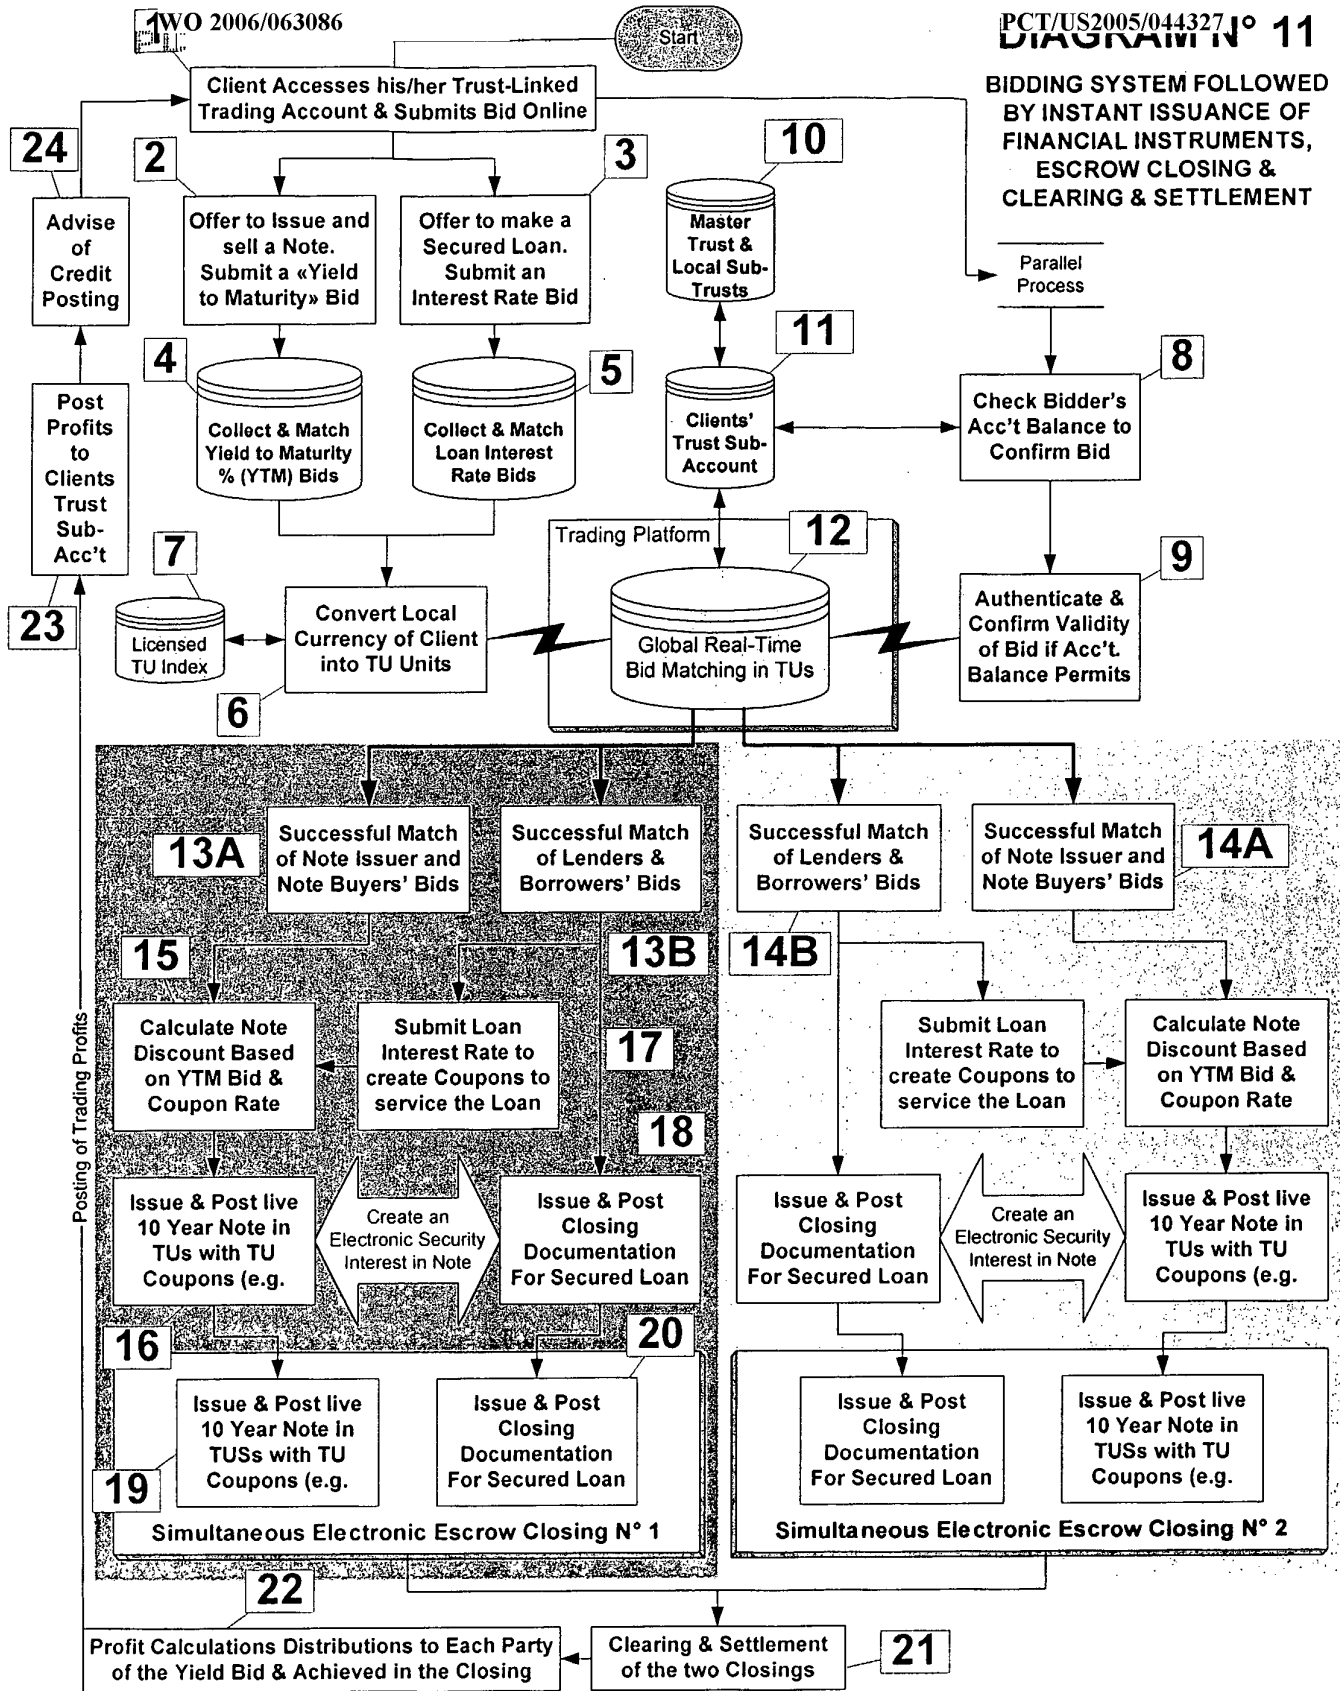 WO 2006/063086
PCT/US2005/044327
1
Start
DIAGRAM N° 11
BIDDING SYSTEM FOLLOWED
BY INSTANT ISSUANCE OF
FINANCIAL INSTRUMENTS,
ESCROW CLOSING &
CLEARING & SETTLEMENT
Client Accesses his/her Trust-Linked
Trading Account & Submits Bid Online
24
2
3
10
Advise
of
Credit
Posting
Offer to Issue and
sell a Note.
Submit a «Yield
to Maturity» Bid
Offer to make a
Secured Loan.
Submit an
Interest Rate Bid
Master
Trust &
Local Sub-
Trusts
Parallel
Process
4
5
11
8
Post
Profits
to
Clients
Trust
Sub-
Acc't
Collect & Match
Yield to Maturity
% (YTM) Bids
Collect & Match
Loan Interest
Rate Bids
Clients'
Trust Sub-
Account
Check Bidder's
Acc't Balance to
Confirm Bid
7
Trading Platform
12
9
23
Licensed
TU Index
Convert Local
Currency of Client
into TU Units
Global Real-Time
Bid Matching in TUs
Authenticate &
Confirm Validity
of Bid if Acc't.
Balance Permits
6
13A
Successful Match
of Note Issuer and
Note Buyers' Bids
Successful Match
of Lenders &
Borrowers' Bids
Successful Match
of Lenders &
Borrowers' Bids
Successful Match
of Note Issuer and
Note Buyers' Bids
14A
15
13B
14B
Calculate Note
Discount Based
on YTM Bid &
Coupon Rate
Submit Loan
Interest Rate to
create Coupons to
service the Loan
17
Submit Loan
Interest Rate to
create Coupons to
service the Loan
Calculate Note
Discount Based
on YTM Bid &
Coupon Rate
Posting of Trading Profits
18
Issue & Post live
10 Year Note in
TUs with TU
Coupons (e.g.
Create an
Electronic Security
Interest in Note
Issue & Post
Closing
Documentation
For Secured Loan
Issue & Post
Closing
Documentation
For Secured Loan
Create an
Electronic Security
Interest in Note
Issue & Post live
10 Year Note in
TUs with TU
Coupons (e.g.
16
20
Issue & Post live
10 Year Note in
TUSs with TU
Coupons (e.g.
Issue & Post
Closing
Documentation
For Secured Loan
Issue & Post
Closing
Documentation
For Secured Loan
Issue & Post live
10 Year Note in
TUSs with TU
Coupons (e.g.
19
Simultaneous Electronic Escrow Closing N° 1
Simultaneous Electronic Escrow Closing N° 2
22
Profit Calculations Distributions to Each Party
of the Yield Bid & Achieved in the Closing
Clearing & Settlement
of the two Closings
21